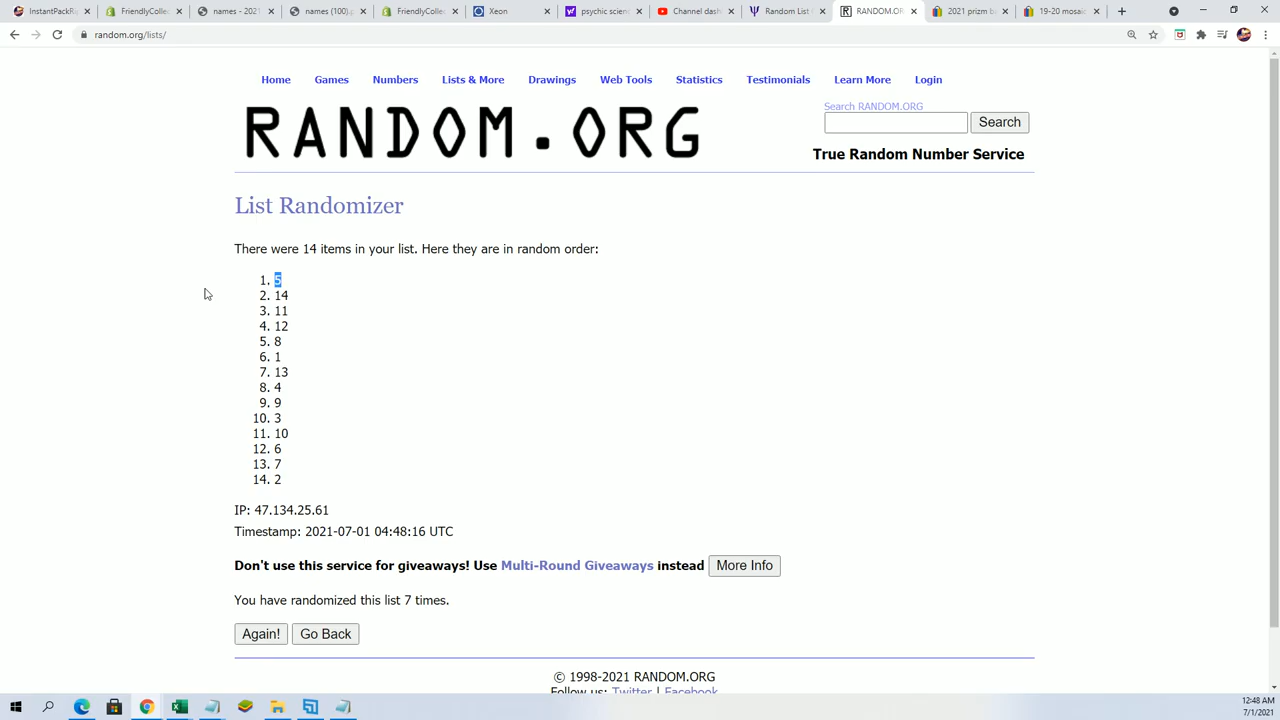 InstantPackRi
FriendlyCollec
names - 2021
names (100).p
FriendlyCollec
Xeon
psychic scienc
Channel dash
Random List
RANDOM.OR
2021 prizm b
19-20 mosaic
random.org/lists/
Home Games Numbers Lists & More Drawings Web Tools Statistics Testimonials Learn More Login
RANDOM.ORG
Search RANDOM.ORG
Search
True Random Number Service
List Randomizer
There were 14 items in your list. Here they are in random order:
1. 5
2. 14
3. 11
4. 12
5. 8
6. 1
7. 13
8. 4
9. 9
10. 3
11. 10
12. 6
13. 7
14. 2
IP: 47.134.25.61
Timestamp: 2021-07-01 04:48:16 UTC
Don't use this service for giveaways! Use Multi-Round Giveaways instead More Info
You have randomized this list 7 times.
Again! Go Back
© 1998-2021 RANDOM.ORG
Follow us: Twitter | Facebook
12:48 AM
7/1/2021